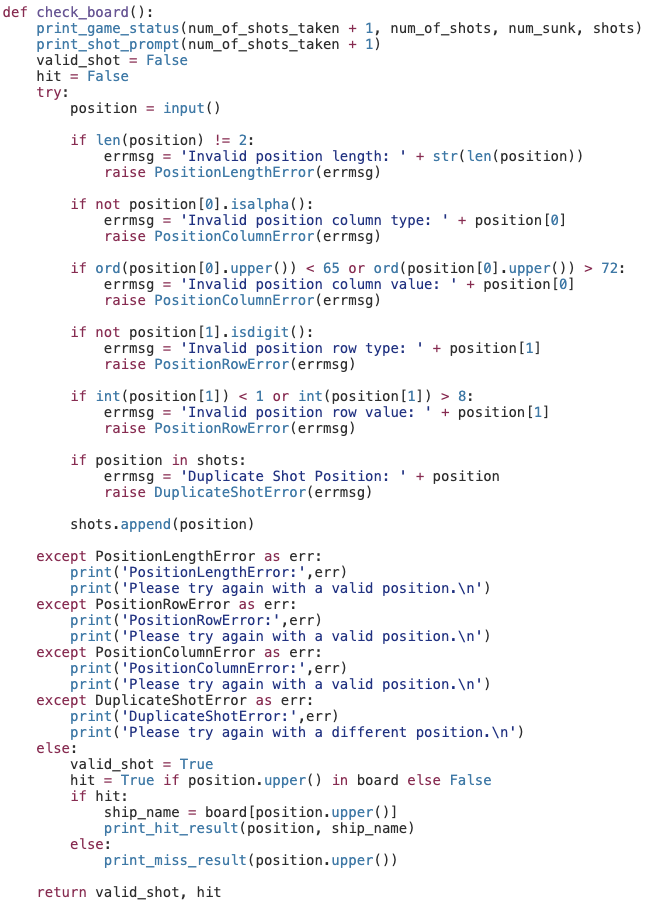 def check_board():
    print_game_status(num_of_shots_taken + 1, num_of_shots, num_sunk, shots)
    print_shot_prompt(num_of_shots_taken + 1)
    valid_shot = False
    hit = False
    try:
        position = input()

        if len(position) != 2:
            errmsg = 'Invalid position length: ' + str(len(position))
            raise PositionLengthError(errmsg)

        if not position[0].isalpha():
            errmsg = 'Invalid position column type: ' + position[0]
            raise PositionColumnError(errmsg)

        if ord(position[0].upper()) < 65 or ord(position[0].upper()) > 72:
            errmsg = 'Invalid position column value: ' + position[0]
            raise PositionColumnError(errmsg)

        if not position[1].isdigit():
            errmsg = 'Invalid position row type: ' + position[1]
            raise PositionRowError(errmsg)

        if int(position[1]) < 1 or int(position[1]) > 8:
            errmsg = 'Invalid position row value: ' + position[1]
            raise PositionRowError(errmsg)

        if position in shots:
            errmsg = 'Duplicate Shot Position: ' + position
            raise DuplicateShotError(errmsg)

        shots.append(position)

    except PositionLengthError as err:
        print('PositionLengthError:',err)
        print('Please try again with a valid position.\n')
    except PositionRowError as err:
        print('PositionRowError:',err)
        print('Please try again with a valid position.\n')
    except PositionColumnError as err:
        print('PositionColumnError:',err)
        print('Please try again with a valid position.\n')
    except DuplicateShotError as err:
        print('DuplicateShotError:',err)
        print('Please try again with a different position.\n')
    else:
        valid_shot = True
        hit = True if position.upper() in board else False
        if hit:
            ship_name = board[position.upper()]
            print_hit_result(position, ship_name)
        else:
            print_miss_result(position.upper())

    return valid_shot, hit